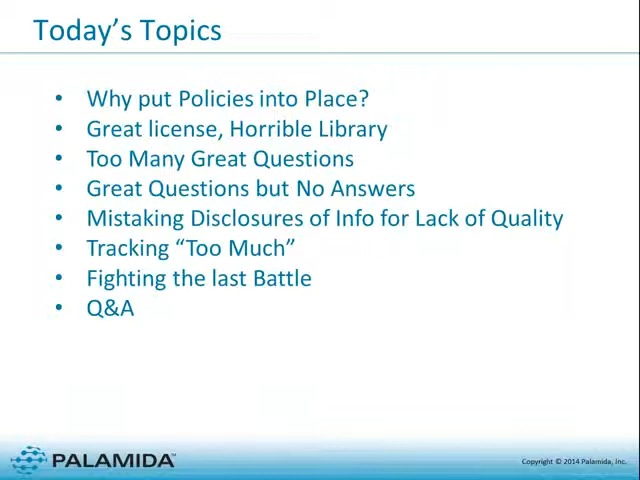 Today’s Topics
• Why put Policies into Place?
• Great license, Horrible Library
• Too Many Great Questions
• Great Questions but No Answers
• Mistaking Disclosures of Info for Lack of Quality
• Tracking “Too Much”
• Fighting the last Battle
• Q&A
PALAMIDA™
Copyright © 2014 Palamida, Inc.